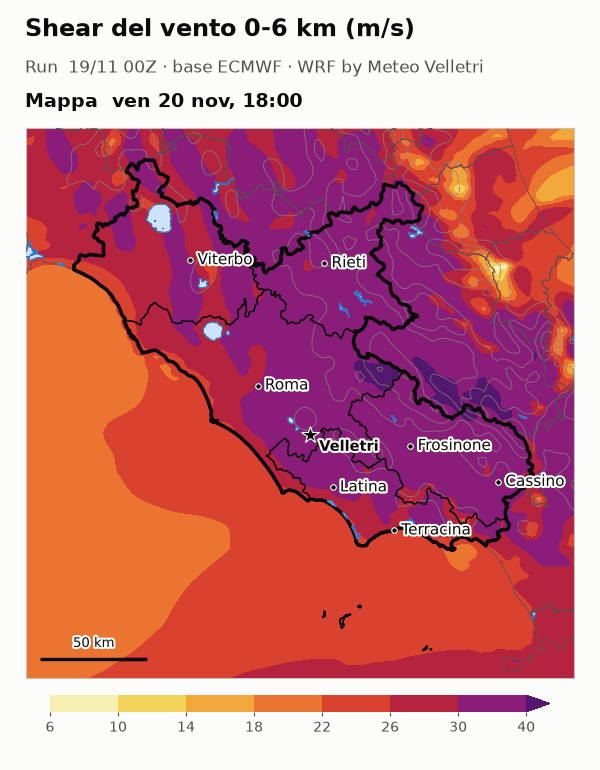 Shear del vento 0-6 km (m/s)
Run  19/11 00Z · base ECMWF · WRF by Meteo Velletri
Mappa  ven 20 nov, 18:00
Viterbo
Rieti
Roma
Velletri
Frosinone
Cassino
Latina
Terracina
50 km
6 10 14 18 22 26 30 40